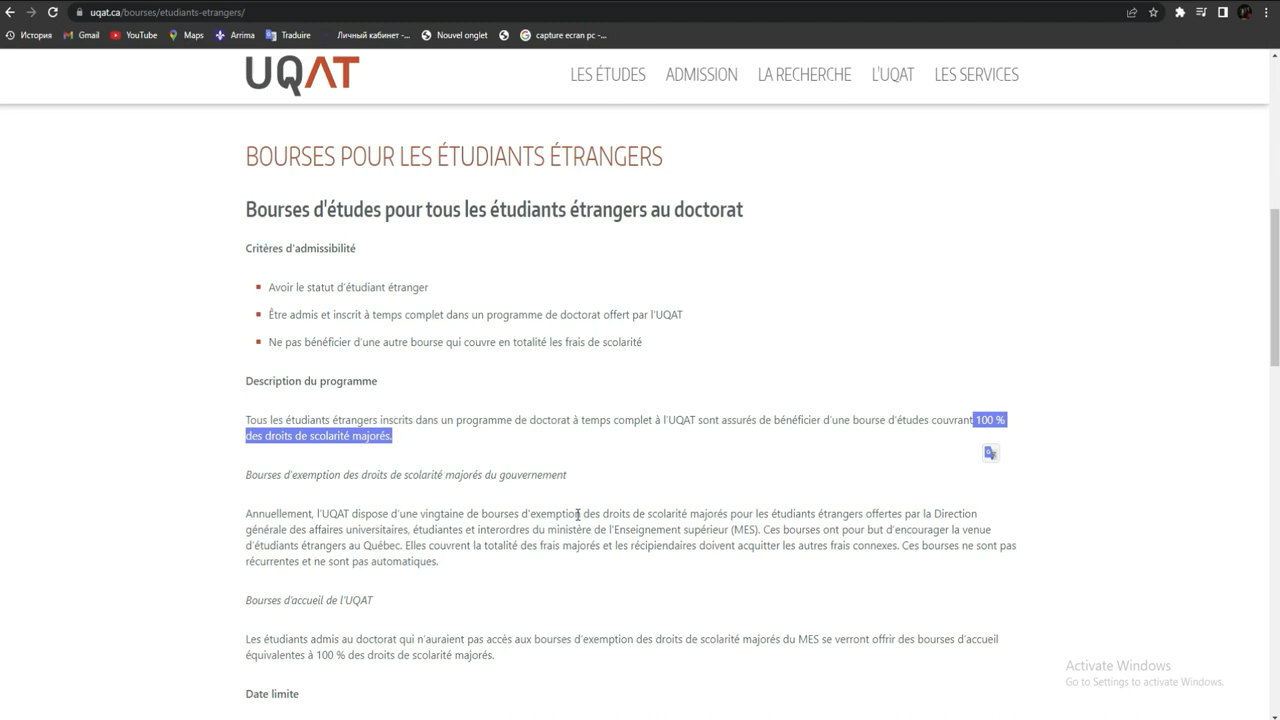 uqat.ca/bourses/etudiants-etrangers/
История Gmail YouTube Maps Arrima Traduire Личный кабинет -... Nouvel onglet capture ecran pc -...
UQAT LES ÉTUDES ADMISSION LA RECHERCHE L'UQAT LES SERVICES
BOURSES POUR LES ÉTUDIANTS ÉTRANGERS
Bourses d'études pour tous les étudiants étrangers au doctorat
Critères d'admissibilité
Avoir le statut d'étudiant étranger
Être admis et inscrit à temps complet dans un programme de doctorat offert par l'UQAT
Ne pas bénéficier d'une autre bourse qui couvre en totalité les frais de scolarité
Description du programme
Tous les étudiants étrangers inscrits dans un programme de doctorat à temps complet à l'UQAT sont assurés de bénéficier d'une bourse d'études couvrant 100 %
des droits de scolarité majorés.
Bourses d'exemption des droits de scolarité majorés du gouvernement
Annuellement, l'UQAT dispose d'une vingtaine de bourses d'exemption des droits de scolarité majorés pour les étudiants étrangers offertes par la Direction
générale des affaires universitaires, étudiantes et interordres du ministère de l'Enseignement supérieur (MES). Ces bourses ont pour but d'encourager la venue
d'étudiants étrangers au Québec. Elles couvrent la totalité des frais majorés et les récipiendaires doivent acquitter les autres frais connexes. Ces bourses ne sont pas
récurrentes et ne sont pas automatiques.
Bourses d'accueil de l'UQAT
Les étudiants admis au doctorat qui n'auraient pas accès aux bourses d'exemption des droits de scolarité majorés du MES se verront offrir des bourses d'accueil
équivalentes à 100 % des droits de scolarité majorés.
Activate Windows
Go to Settings to activate Windows.
Date limite